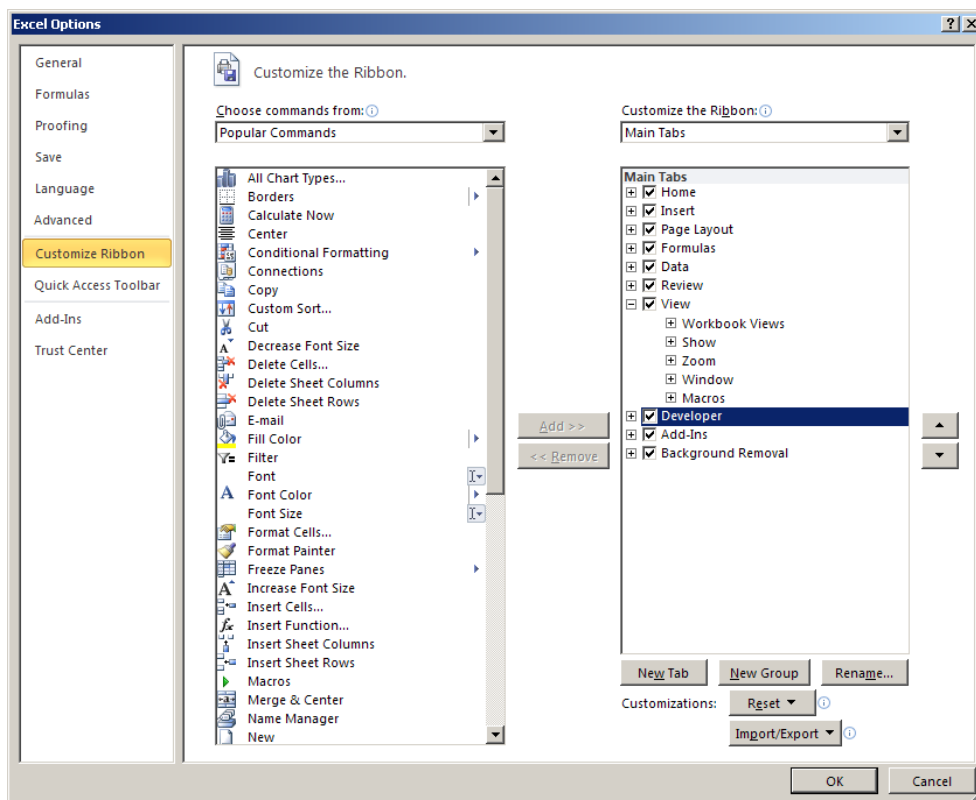 Excel Options
General
Formulas
Proofing
Save
Language
Advanced
Customize Ribbon
Quick Access Toolbar
Add-Ins
Trust Center
Customize the Ribbon.
Choose commands from:
Popular Commands
All Chart Types...
Borders
Calculate Now
Center
Conditional Formatting
Connections
Copy
Custom Sort...
Cut
Decrease Font Size
Delete Cells...
Delete Sheet Columns
Delete Sheet Rows
E-mail
Fill Color
Filter
Font
Font Color
Font Size
Format Cells...
Format Painter
Freeze Panes
Increase Font Size
Insert Cells...
Insert Function...
Insert Sheet Columns
Insert Sheet Rows
Macros
Merge & Center
Name Manager
New
Add >>
<< Remove
Customize the Ribbon:
Main Tabs
Main Tabs
Home
Insert
Page Layout
Formulas
Data
Review
View
Workbook Views
Show
Zoom
Window
Macros
Developer
Add-Ins
Background Removal
New Tab
New Group
Rename...
Customizations:
Reset
Import/Export
OK
Cancel